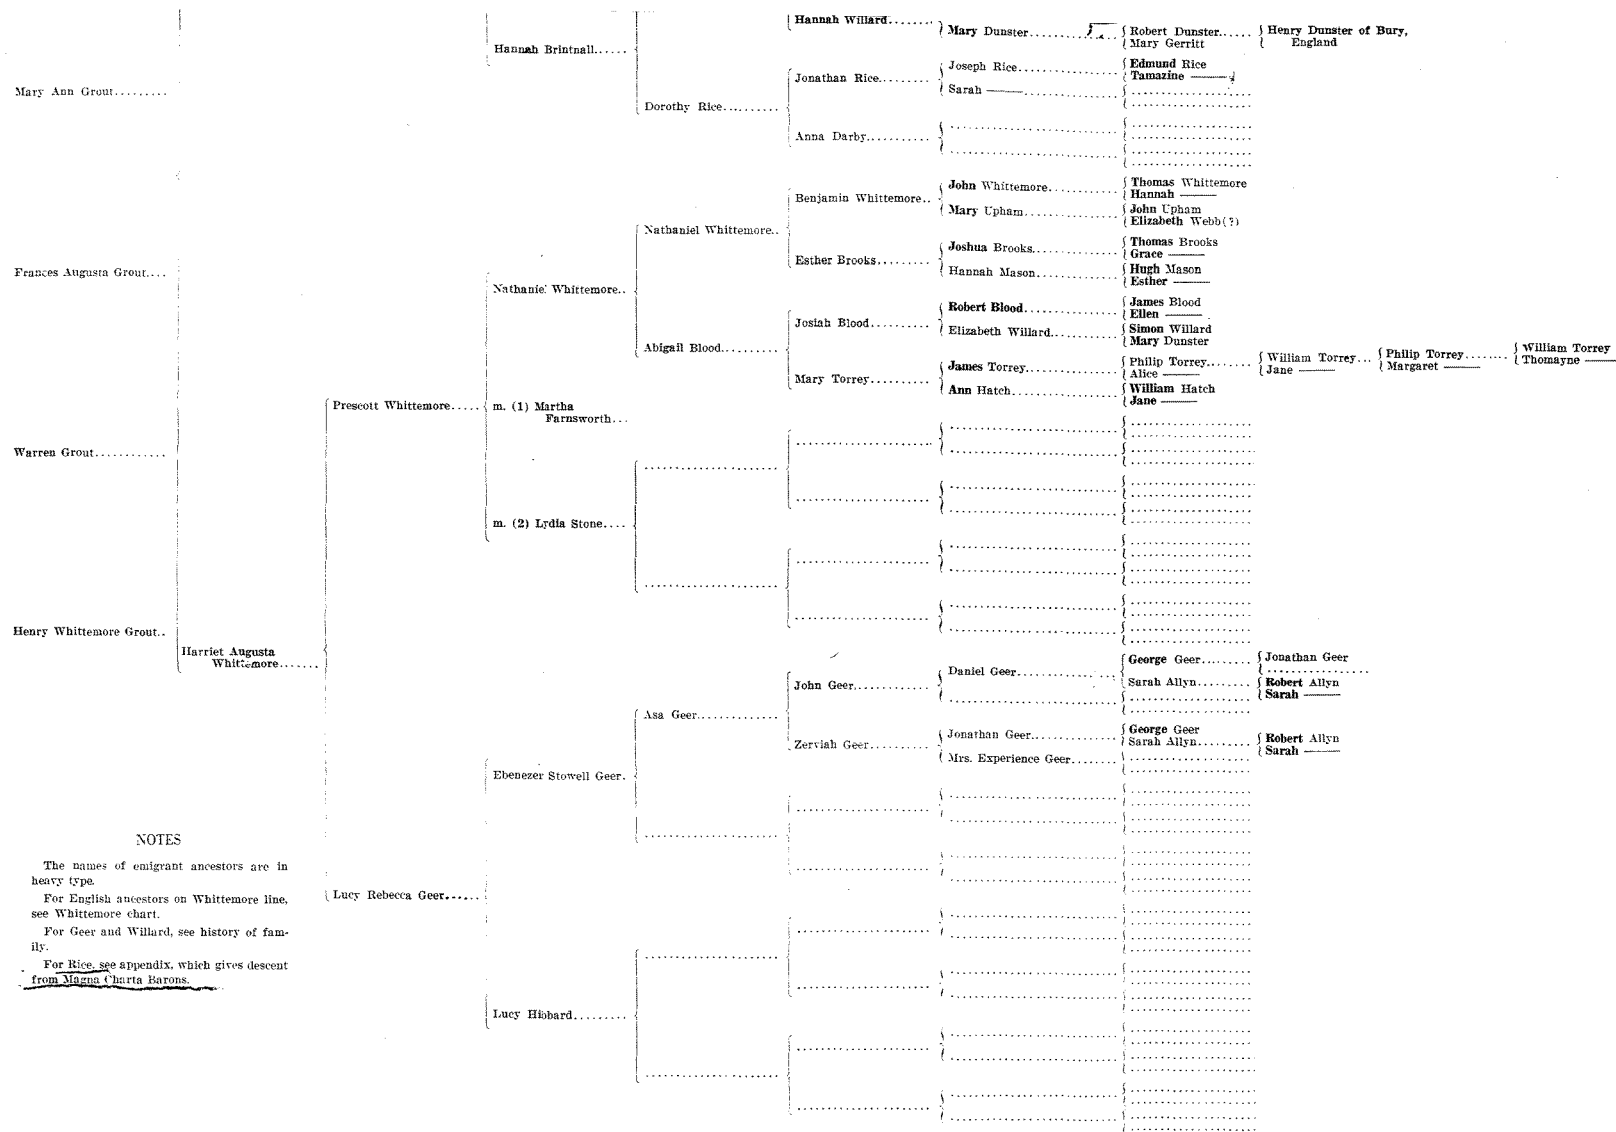 Mary Ann Grout
Frances Augusta Grout
Warren Grout
Henry Whittemore Grout
Harriet Augusta
Whittemore
Prescott Whittemore
Lucy Rebecca Geer
Hannah Brintnall
Nathaniel Whittemore
m. (1) Martha
Farnsworth
m. (2) Lydia Stone
Ebenezer Stowell Geer
Lucy Hibbard
Dorothy Rice
Nathaniel Whittemore
Abigail Blood
Asa Geer
Hannah Willard
Jonathan Rice
Anna Darby
Benjamin Whittemore
Esther Brooks
Josiah Blood
Mary Torrey
John Geer
Zerviah Geer
Mary Dunster
Joseph Rice
Sarah ——
John Whittemore
Mary Upham
Joshua Brooks
Hannah Mason
Robert Blood
Elizabeth Willard
James Torrey
Ann Hatch
Daniel Geer
Jonathan Geer
Mrs. Experience Geer
Robert Dunster
Mary Gerritt
Edmund Rice
Tamazine ——
Thomas Whittemore
Hannah ——
John Upham
Elizabeth Webb(?)
Thomas Brooks
Grace ——
Hugh Mason
Esther ——
James Blood
Ellen ——
Simon Willard
Mary Dunster
Philip Torrey
Alice ——
William Hatch
Jane ——
George Geer
Sarah Allyn
George Geer
Sarah Allyn
Henry Dunster of Bury,
England
William Torrey
Jane ——
Jonathan Geer
Robert Allyn
Sarah ——
Robert Allyn
Sarah ——
Philip Torrey
Margaret ——
William Torrey
Thomayne ——
NOTES
The names of emigrant ancestors are in
heavy type.
For English ancestors on Whittemore line,
see Whittemore chart.
For Geer and Willard, see history of fam-
ily.
For Rice, see appendix, which gives descent
from Magna Charta Barons.